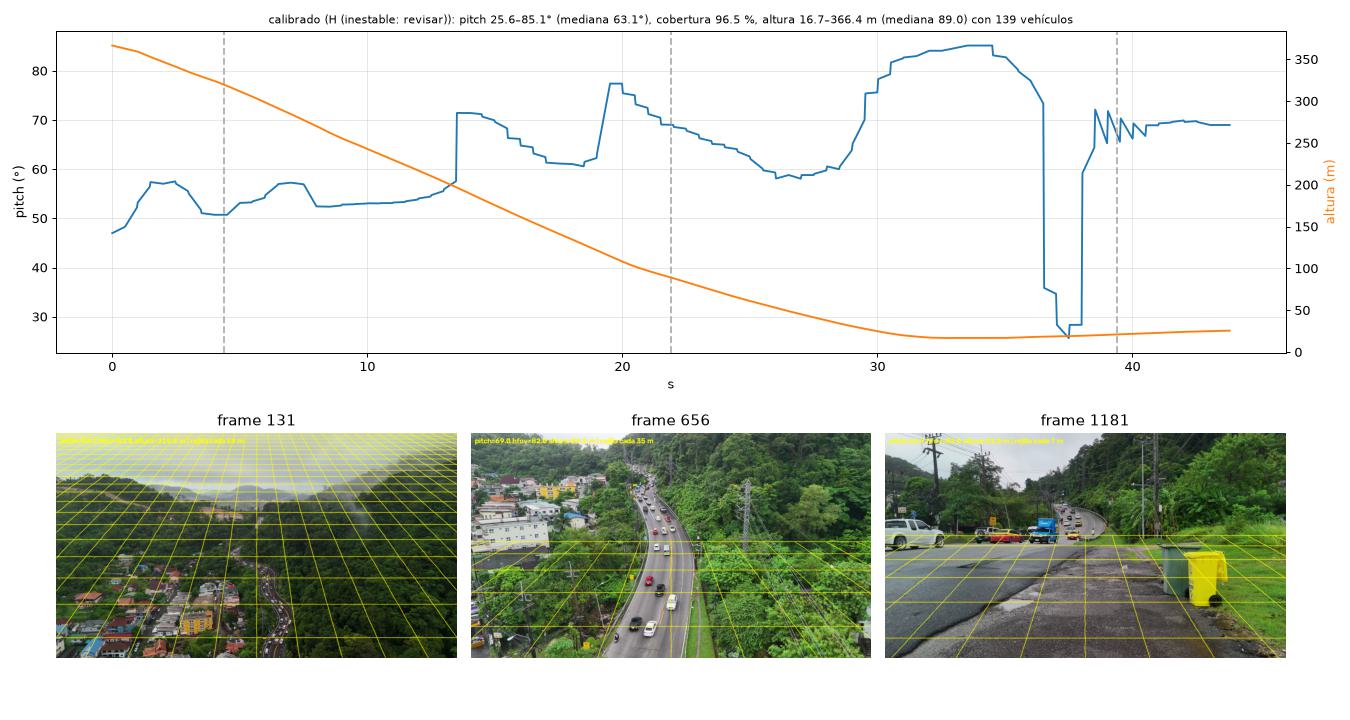 calibrado (H (inestable: revisar)): pitch 25.6–85.1° (mediana 63.1°), cobertura 96.5 %, altura 16.7–366.4 m (mediana 89.0) con 139 vehículos
pitch (°)
80
70
60
50
40
30
350
300
250
200
150
100
50
0
altura (m)
0
10
20
30
40
s
frame 131
frame 656
frame 1181